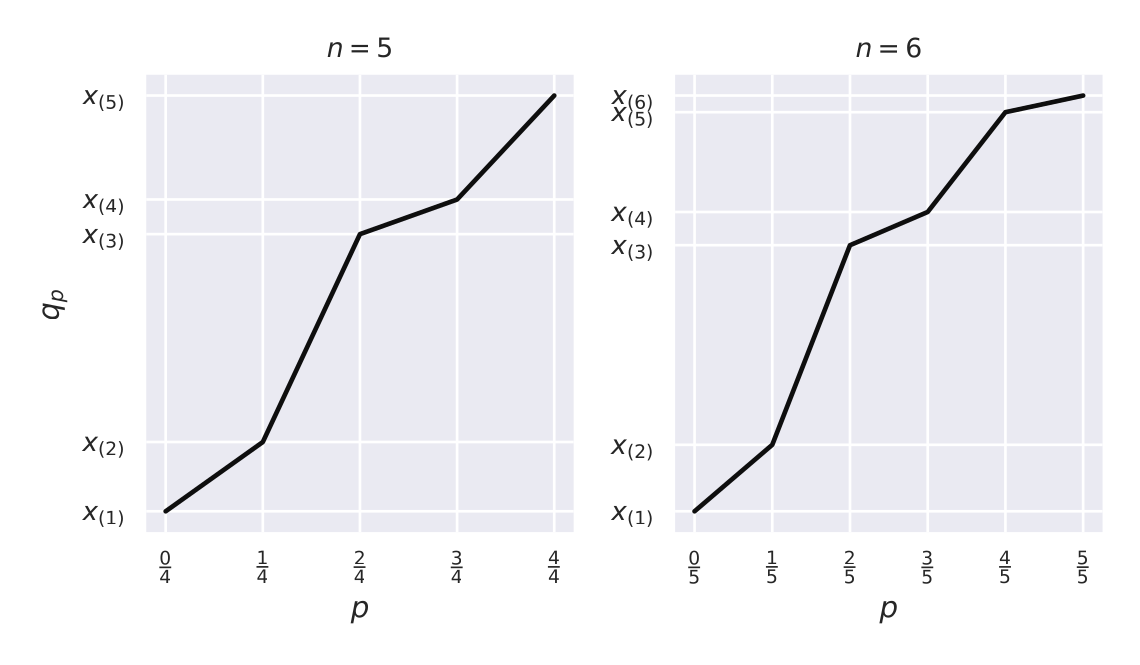 n = 5
x(5)
x(4)
x(3)
x(2)
x(1)
qp
0/4 1/4 2/4 3/4 4/4
p
n = 6
x(6)
x(5)
x(4)
x(3)
x(2)
x(1)
0/5 1/5 2/5 3/5 4/5 5/5
p